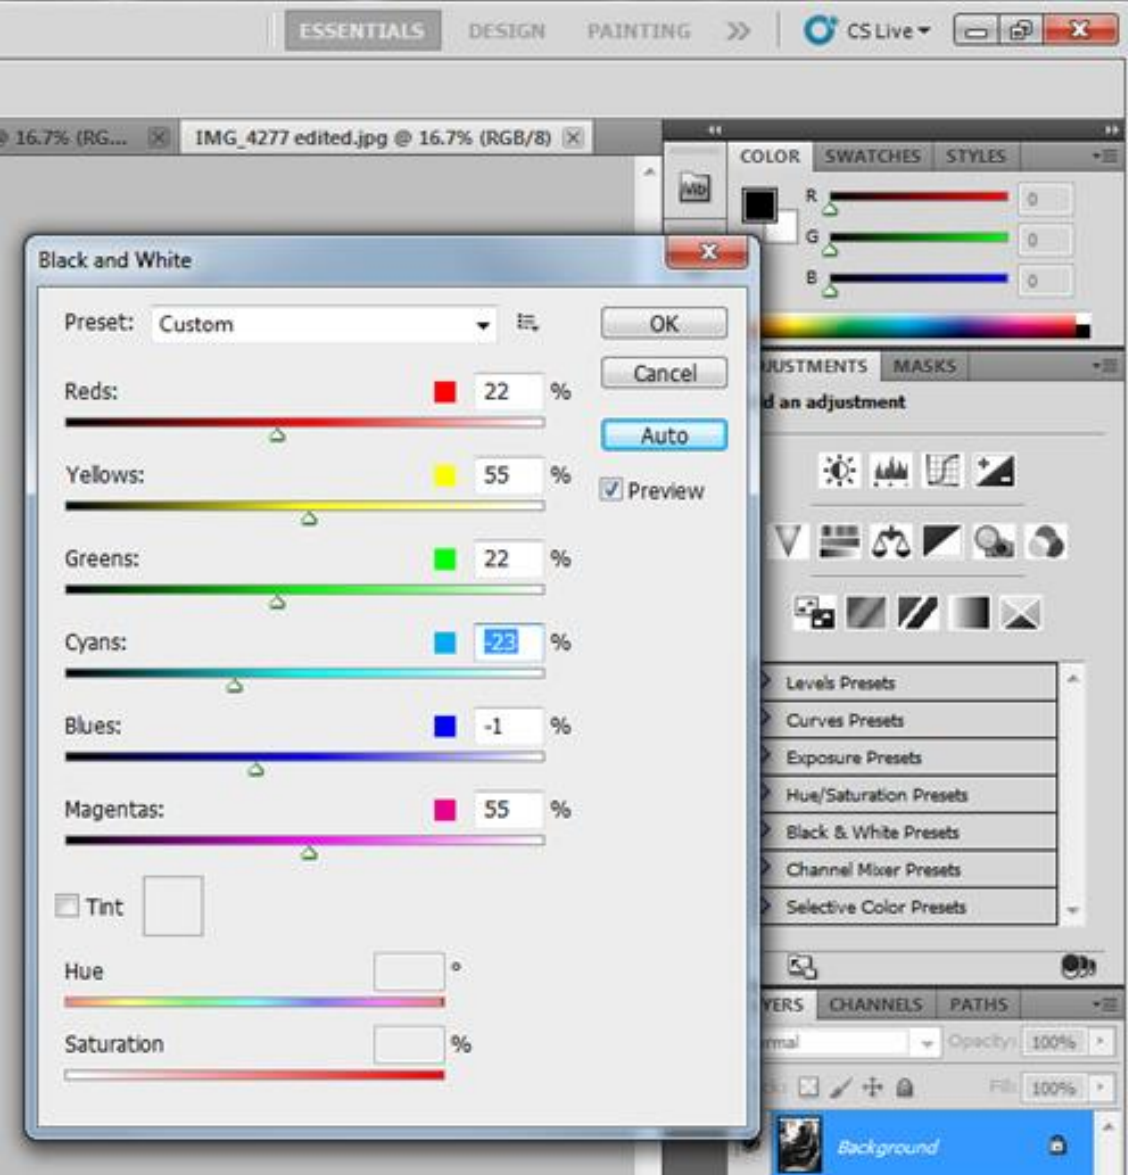 ESSENTIALS DESIGN PAINTING CS Live
@ 16.7% (RG... IMG_4277 edited.jpg @ 16.7% (RGB/8)
COLOR SWATCHES STYLES
Mb
R 0
G 0
B 0
Black and White
Preset: Custom
OK
Cancel
Auto
Preview
Reds: 22 %
Yellows: 55 %
Greens: 22 %
Cyans: -23 %
Blues: -1 %
Magentas: 55 %
Tint
Hue °
Saturation %
JUSTMENTS MASKS
d an adjustment
Levels Presets
Curves Presets
Exposure Presets
Hue/Saturation Presets
Black & White Presets
Channel Mixer Presets
Selective Color Presets
YERS CHANNELS PATHS
rmal Opacity: 100%
Fill: 100%
Background